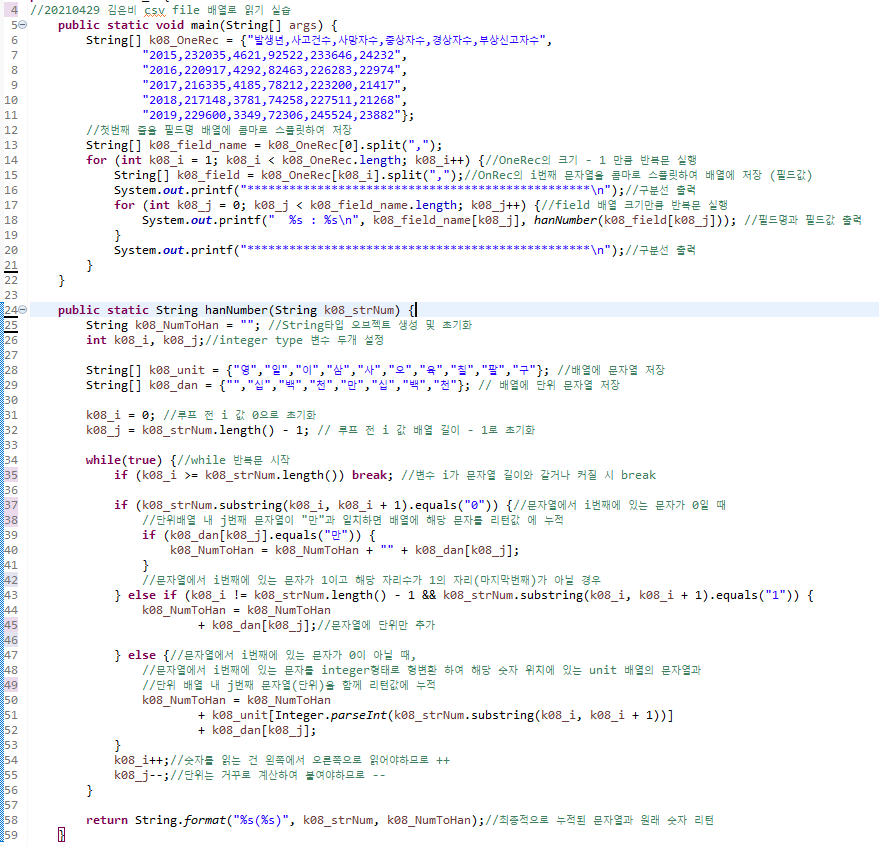 4 //20210429 김은비 csv file 배열로 읽기 실습
5 public static void main(String[] args) {
6 String[] k08_OneRec = {"발생년,사고건수,사망자수,중상자수,경상자수,부상신고자수",
7 "2015,232035,4621,92522,233646,24232",
8 "2016,220917,4292,82463,226283,22974",
9 "2017,216335,4185,78212,223200,21417",
10 "2018,217148,3781,74258,227511,21268",
11 "2019,229600,3349,72306,245524,23882"};
12 //첫번째 줄을 필드명 배열에 콤마로 스플릿하여 저장
13 String[] k08_field_name = k08_OneRec[0].split(",");
14 for (int k08_i = 1; k08_i < k08_OneRec.length; k08_i++) {//OneRec의 크기 - 1 만큼 반복문 실행
15 String[] k08_field = k08_OneRec[k08_i].split(",");//OnRec의 i번째 문자열을 콤마로 스플릿하여 배열에 저장 (필드값)
16 System.out.printf("**************************************************\n");//구분선 출력
17 for (int k08_j = 0; k08_j < k08_field_name.length; k08_j++) {//field 배열 크기만큼 반복문 실행
18 System.out.printf("  %s : %s\n", k08_field_name[k08_j], hanNumber(k08_field[k08_j])); //필드명과 필드값 출력
19 }
20 System.out.printf("**************************************************\n");//구분선 출력
21 }
22 }
23
24 public static String hanNumber(String k08_strNum) {
25 String k08_NumToHan = ""; //String타입 오브젝트 생성 및 초기화
26 int k08_i, k08_j;//integer type 변수 두개 설정
27
28 String[] k08_unit = {"영","일","이","삼","사","오","육","칠","팔","구"}; //배열에 문자열 저장
29 String[] k08_dan = {"","십","백","천","만","십","백","천"}; // 배열에 단위 문자열 저장
30
31 k08_i = 0; //루프 전 i 값 0으로 초기화
32 k08_j = k08_strNum.length() - 1; // 루프 전 i 값 배열 길이 - 1로 초기화
33
34 while(true) {//while 반복문 시작
35 if (k08_i >= k08_strNum.length()) break; //변수 i가 문자열 길이와 같거나 커질 시 break
36
37 if (k08_strNum.substring(k08_i, k08_i + 1).equals("0")) {//문자열에서 i번째에 있는 문자가 0일 때
38 //단위배열 내 j번째 문자열이 "만"과 일치하면 배열에 해당 문자를 리턴값 에 누적
39 if (k08_dan[k08_j].equals("만")) {
40 k08_NumToHan = k08_NumToHan + "" + k08_dan[k08_j];
41 }
42 //문자열에서 i번째에 있는 문자가 1이고 해당 자리수가 1의 자리(마지막번째)가 아닐 경우
43 } else if (k08_i != k08_strNum.length() - 1 && k08_strNum.substring(k08_i, k08_i + 1).equals("1")) {
44 k08_NumToHan = k08_NumToHan
45 + k08_dan[k08_j];//문자열에 단위만 추가
46
47 } else {//문자열에서 i번째에 있는 문자가 0이 아닐 때,
48 //문자열에서 i번째에 있는 문자를 integer형태로 형변환 하여 해당 숫자 위치에 있는 unit 배열의 문자열과
49 //단위 배열 내 j번째 문자열(단위)을 함께 리턴값에 누적
50 k08_NumToHan = k08_NumToHan
51 + k08_unit[Integer.parseInt(k08_strNum.substring(k08_i, k08_i + 1))]
52 + k08_dan[k08_j];
53 }
54 k08_i++;//숫자를 읽는 건 왼쪽에서 오른쪽으로 읽어야하므로 ++
55 k08_j--;//단위는 거꾸로 계산하여 붙여야하므로 --
56 }
57
58 return String.format("%s(%s)", k08_strNum, k08_NumToHan);//최종적으로 누적된 문자열과 원래 숫자 리턴
59 }